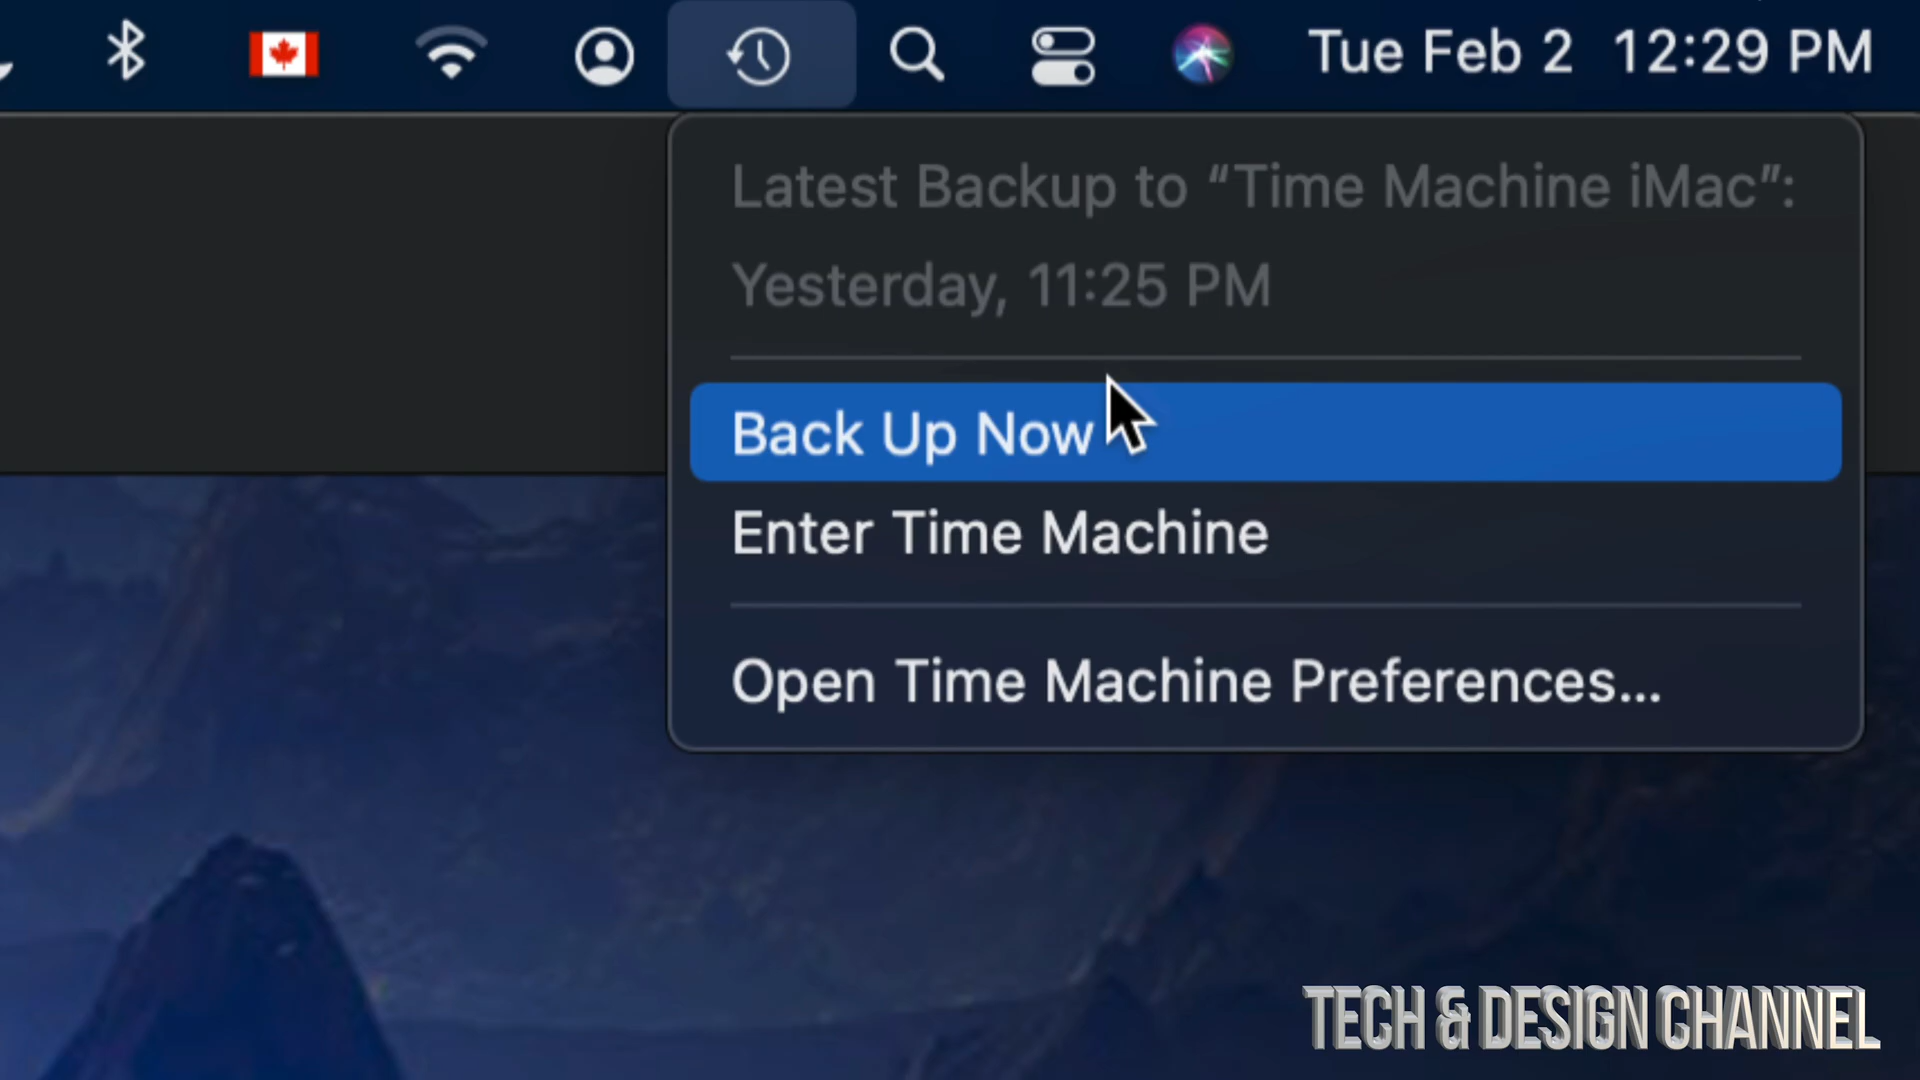 Tue Feb 2 12:29 PM
Latest Backup to “Time Machine iMac”:
Yesterday, 11:25 PM
Back Up Now
Enter Time Machine
Open Time Machine Preferences...
TECH & DESIGN CHANNEL